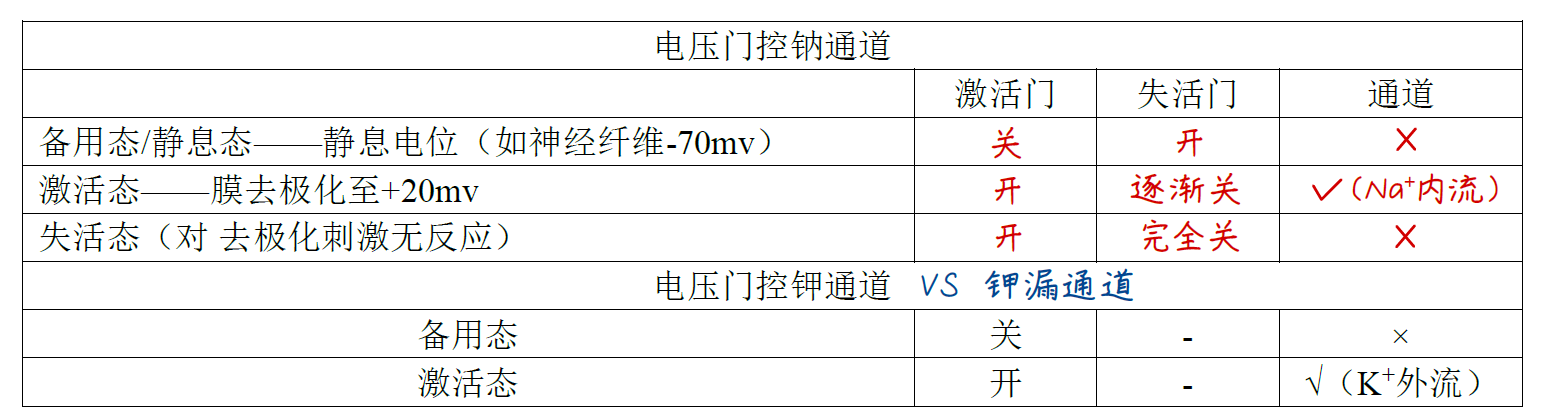 电压门控钠通道
激活门 失活门 通道
备用态/静息态——静息电位（如神经纤维-70mv） 关 开 ×
激活态——膜去极化至+20mv 开 逐渐关 ✓（Na⁺内流）
失活态（对 去极化刺激无反应） 开 完全关 ×
电压门控钾通道 VS 钾漏通道
备用态 关 - ×
激活态 开 - √（K⁺外流）